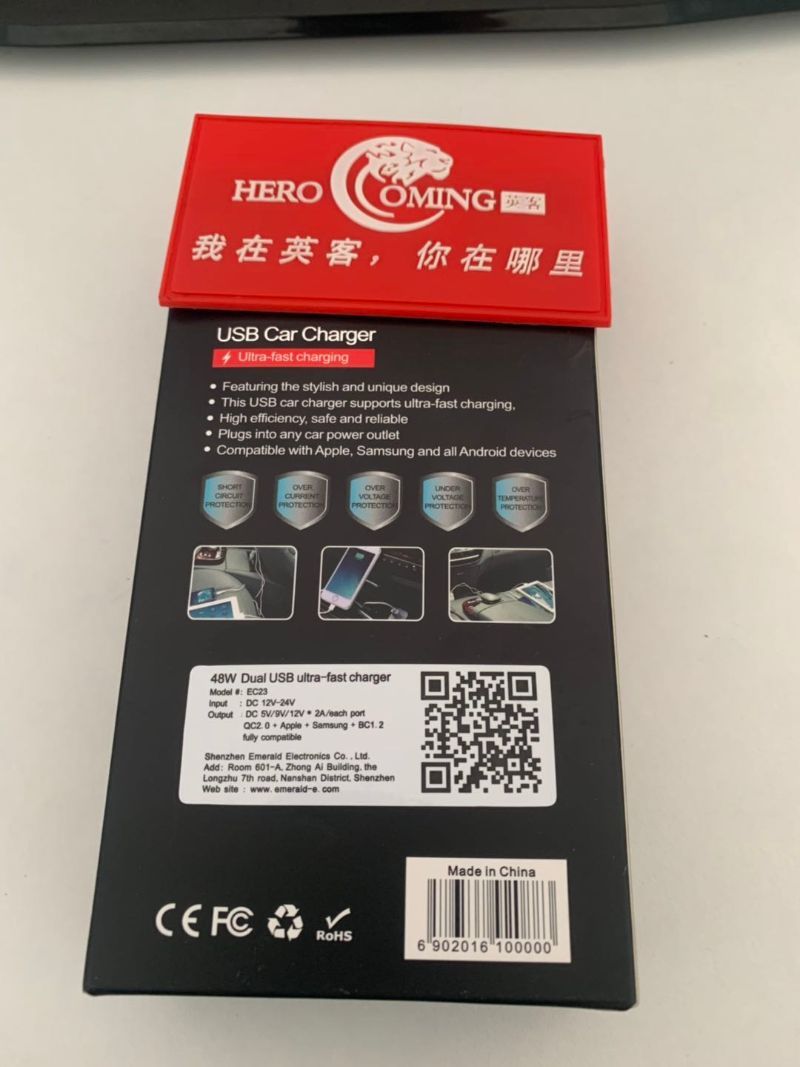 HERO COMING 英客
我在英客，你在哪里
USB Car Charger
Ultra-fast charging
• Featuring the stylish and unique design
• This USB car charger supports ultra-fast charging,
• High efficiency, safe and reliable
• Plugs into any car power outlet
• Compatible with Apple, Samsung and all Android devices
SHORT CIRCUIT PROTECTION
OVER CURRENT PROTECTION
OVER VOLTAGE PROTECTION
UNDER VOLTAGE PROTECTION
OVER TEMPERATURE PROTECTION
48W Dual USB ultra-fast charger
Model #: EC23
Input : DC 12V-24V
Output : DC 5V/9V/12V * 2A/each port
QC2.0 + Apple + Samsung + BC1.2
fully compatible
Shenzhen Emeraid Electronics Co., Ltd.
Add: Room 601-A, Zhong Ai Building, the
Longzhu 7th road, Nanshan District, Shenzhen
Web site : www.emeraid-e.com
Made in China
CE FC RoHS
6 902016 100000